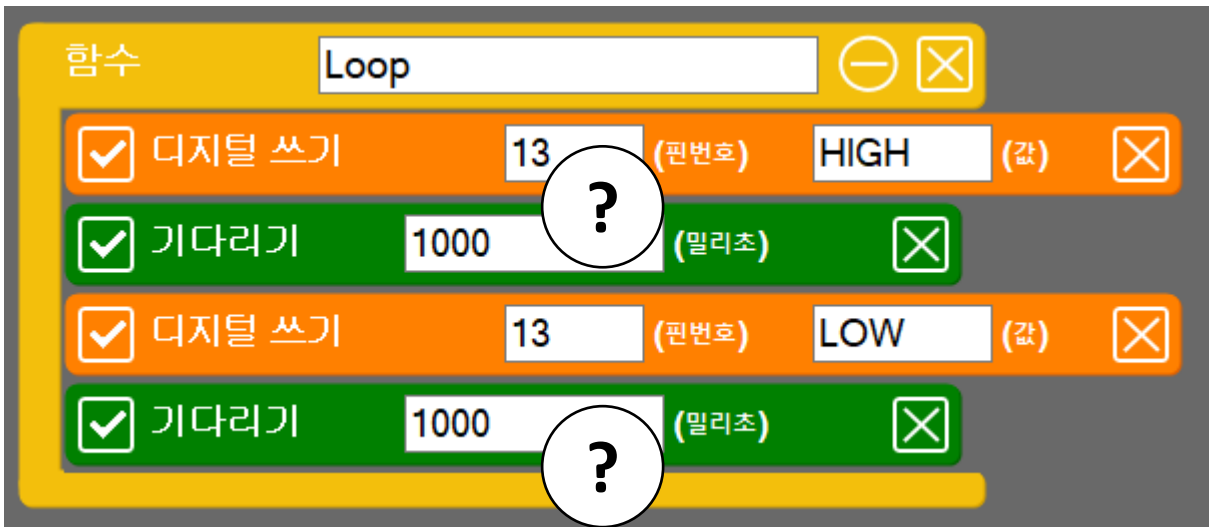 함수 Loop
디지털 쓰기 13 (핀번호) HIGH (값)
?
기다리기 1000 (밀리초)
디지털 쓰기 13 (핀번호) LOW (값)
기다리기 1000 (밀리초)
?